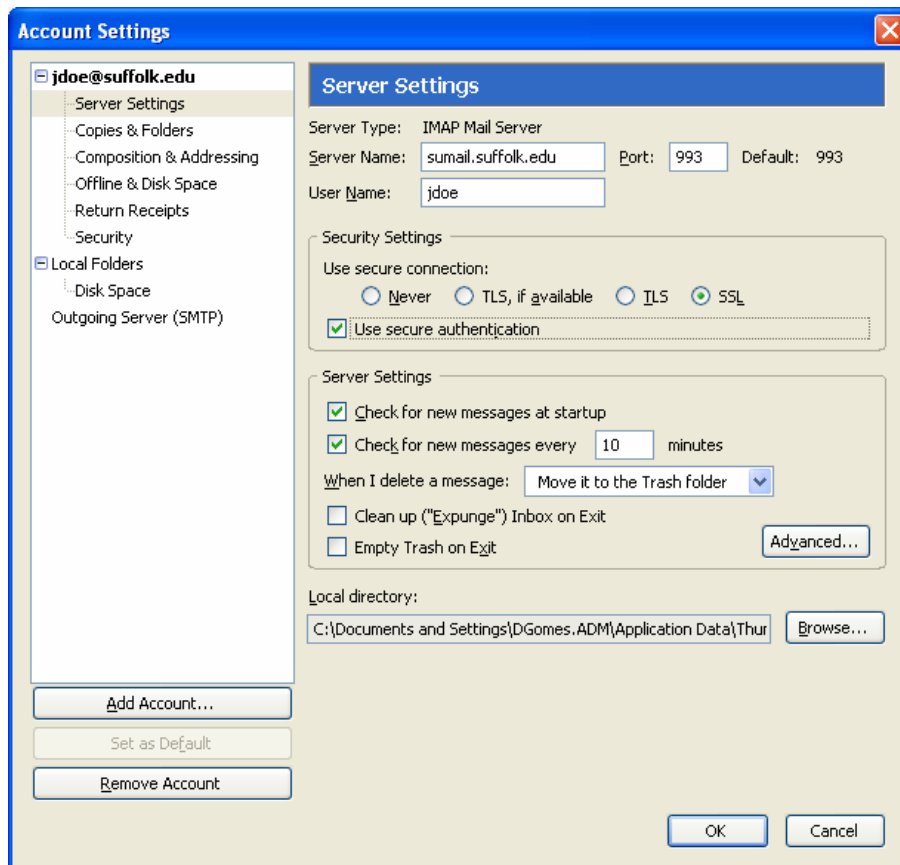 Account Settings
jdoe@suffolk.edu
Server Settings
Copies & Folders
Composition & Addressing
Offline & Disk Space
Return Receipts
Security
Local Folders
Disk Space
Outgoing Server (SMTP)
Add Account...
Set as Default
Remove Account
Server Settings
Server Type: IMAP Mail Server
Server Name: sumail.suffolk.edu Port: 993 Default: 993
User Name: jdoe
Security Settings
Use secure connection:
Never TLS, if available TLS SSL
Use secure authentication
Server Settings
Check for new messages at startup
Check for new messages every 10 minutes
When I delete a message: Move it to the Trash folder
Clean up ("Expunge") Inbox on Exit
Empty Trash on Exit
Advanced...
Local directory:
C:\Documents and Settings\DGomes.ADM\Application Data\Thur Browse...
OK Cancel